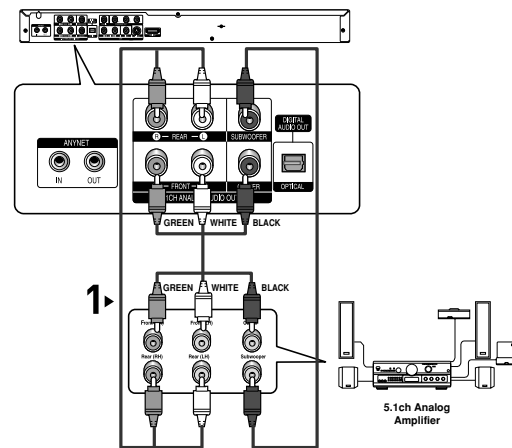 R REAR L SUBWOOFER
DIGITAL
AUDIO OUT
ANYNET
IN OUT
FRONT OPTICAL
GREEN WHITE BLACK
1
GREEN WHITE BLACK
Rear (RH) Rear (LH) Subwoofer
5.1ch Analog
Amplifier